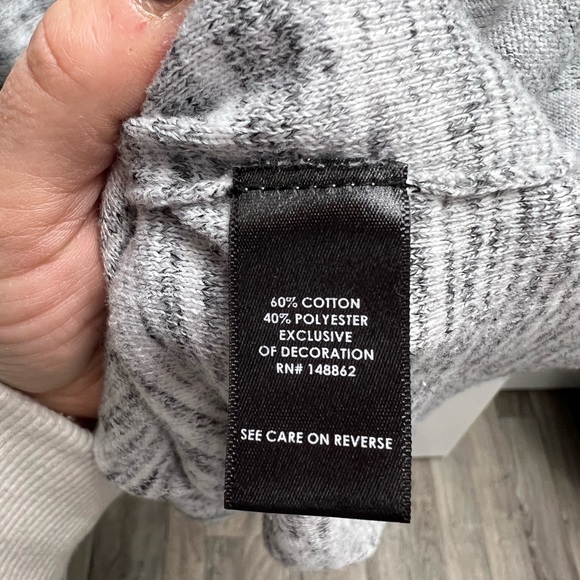 60% COTTON
40% POLYESTER
EXCLUSIVE
OF DECORATION
RN# 148862
SEE CARE ON REVERSE